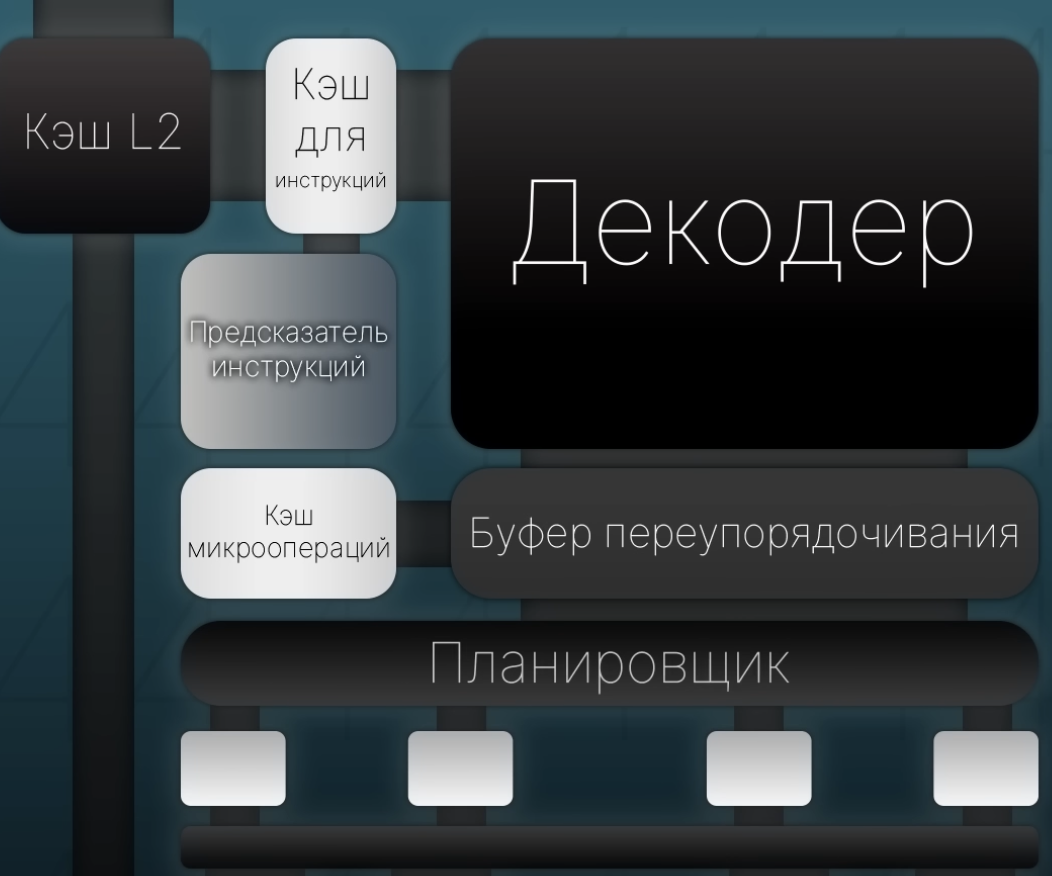 Кэш L2
Кэш
для
инструкций
Декодер
Предсказатель
инструкций
Кэш
микроопераций
Буфер переупорядочивания
Планировщик